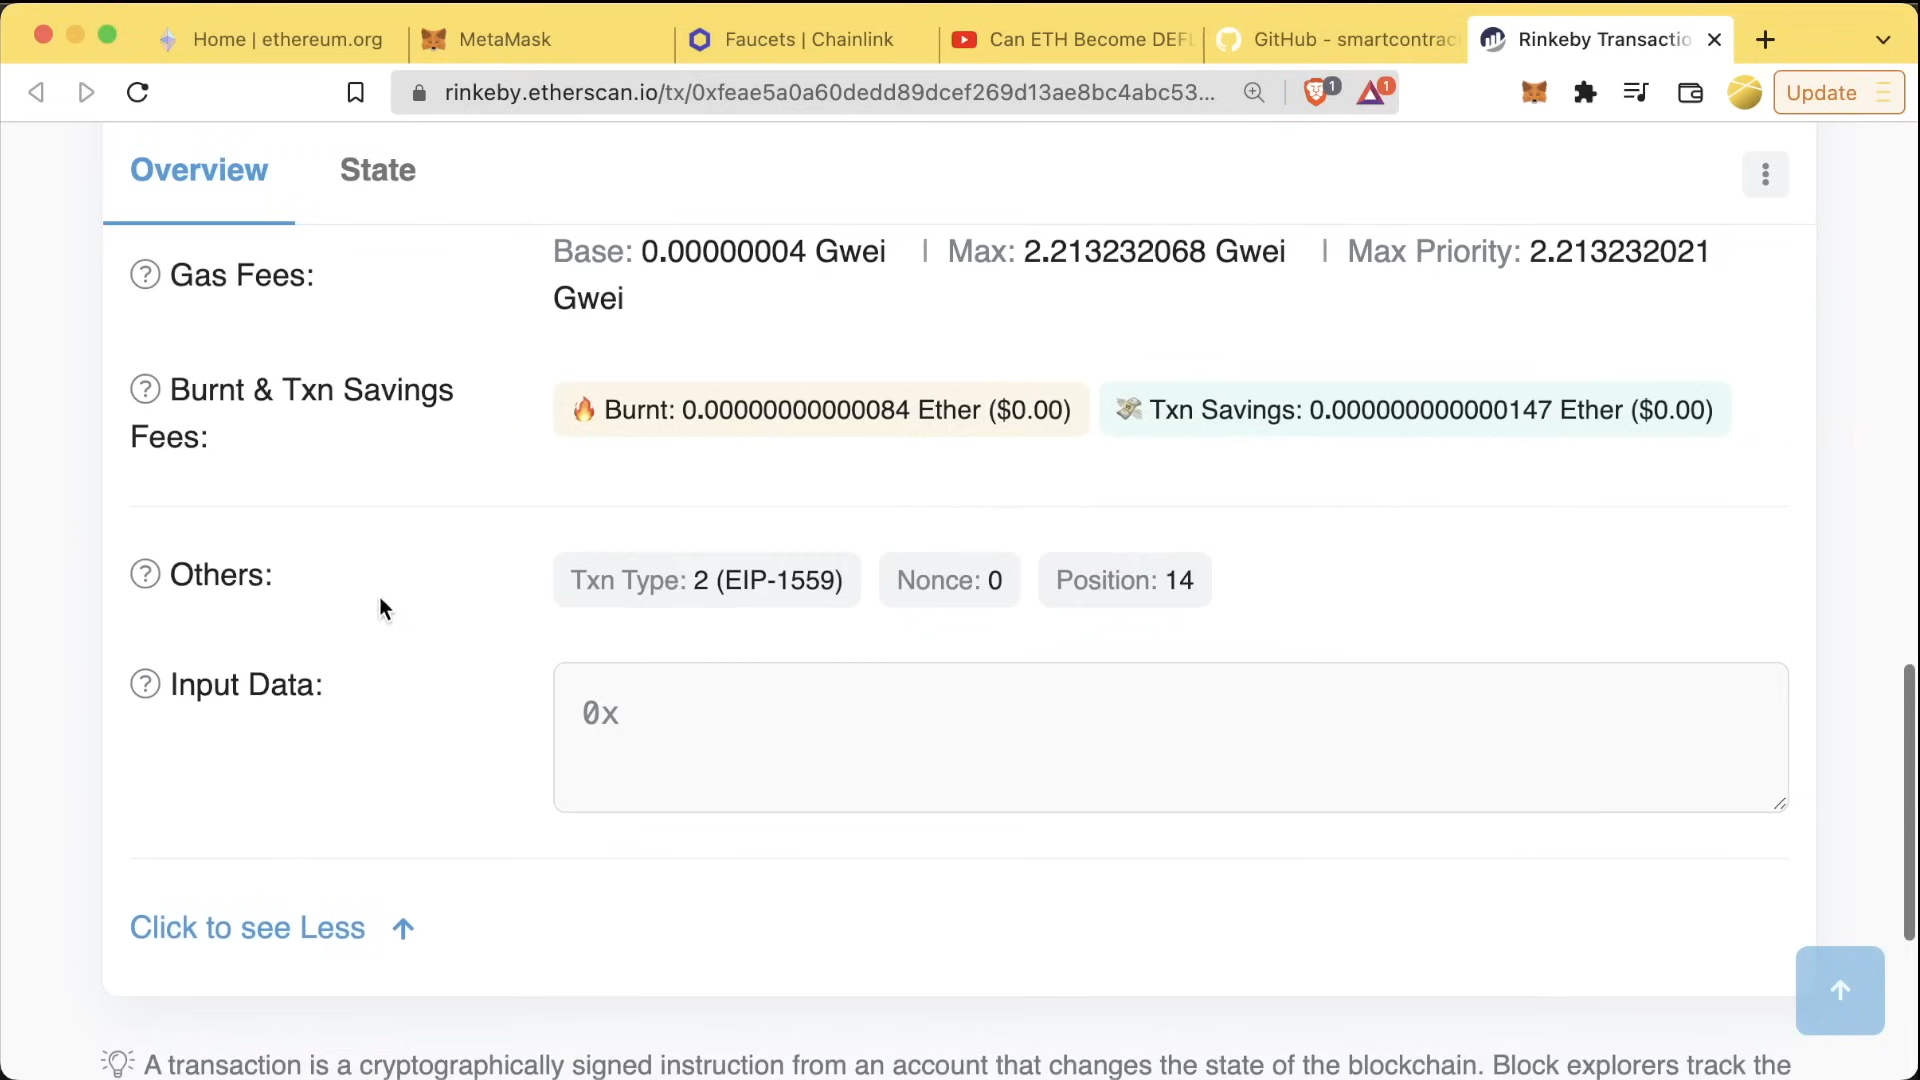 Home | ethereum.org MetaMask Faucets | Chainlink Can ETH Become DEFL GitHub - smartcontrac Rinkeby Transactio
rinkeby.etherscan.io/tx/0xfeae5a0a60dedd89dcef269d13ae8bc4abc53... 1 1 Update
Overview State
Gas Fees: Base: 0.00000004 Gwei | Max: 2.213232068 Gwei | Max Priority: 2.213232021
Gwei
Burnt & Txn Savings
Fees: 🔥 Burnt: 0.00000000000084 Ether ($0.00) 💸 Txn Savings: 0.000000000000147 Ether ($0.00)
Others: Txn Type: 2 (EIP-1559) Nonce: 0 Position: 14
Input Data: 0x
Click to see Less
A transaction is a cryptographically signed instruction from an account that changes the state of the blockchain. Block explorers track the